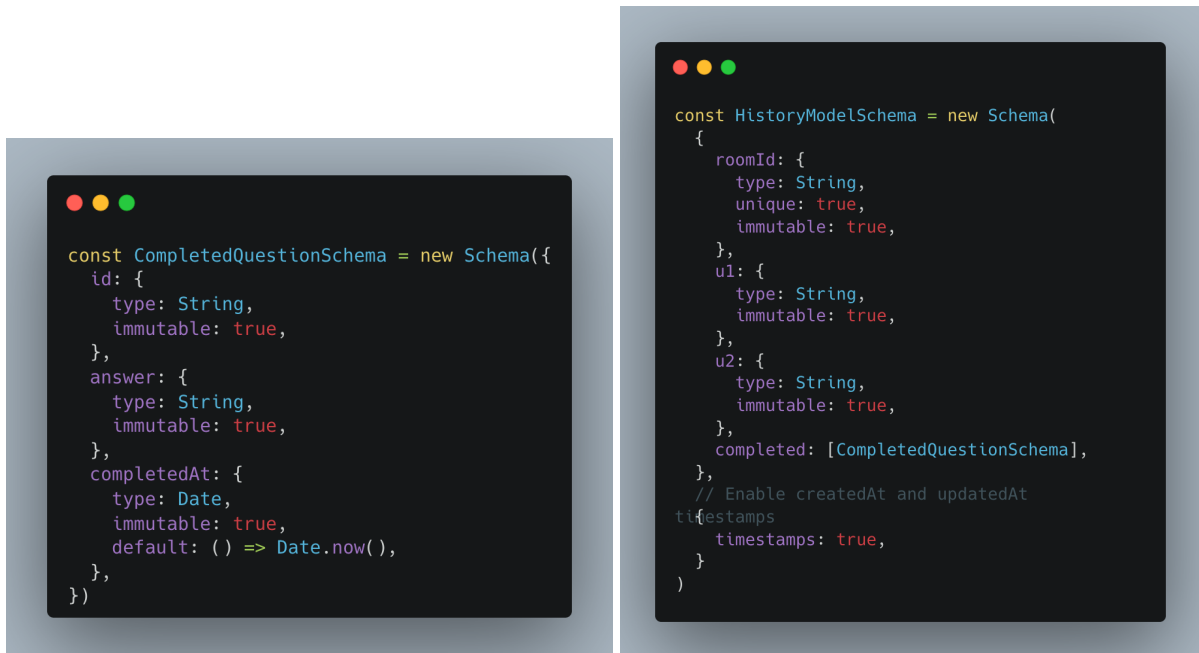 const CompletedQuestionSchema = new Schema({
  id: {
    type: String,
    immutable: true,
  },
  answer: {
    type: String,
    immutable: true,
  },
  completedAt: {
    type: Date,
    immutable: true,
    default: () => Date.now(),
  },
})
const HistoryModelSchema = new Schema(
  {
    roomId: {
      type: String,
      unique: true,
      immutable: true,
    },
    u1: {
      type: String,
      immutable: true,
    },
    u2: {
      type: String,
      immutable: true,
    },
    completed: [CompletedQuestionSchema],
  },
  // Enable createdAt and updatedAt
timestamps
  {
    timestamps: true,
  }
)